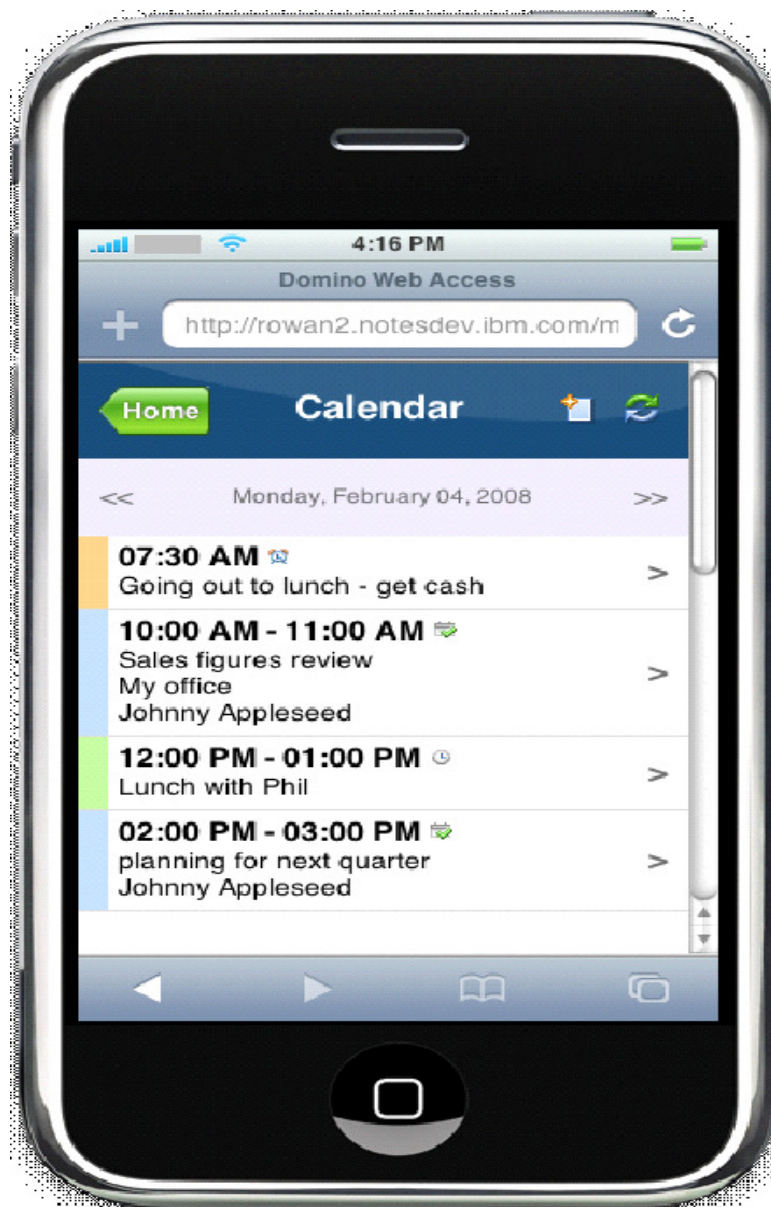 4:16 PM
Domino Web Access
http://rowan2.notesdev.ibm.com/m
Home
Calendar
<<
Monday, February 04, 2008
>>
07:30 AM
Going out to lunch - get cash
>
10:00 AM - 11:00 AM
Sales figures review
My office
Johnny Appleseed
>
12:00 PM - 01:00 PM
Lunch with Phil
>
02:00 PM - 03:00 PM
planning for next quarter
Johnny Appleseed
>